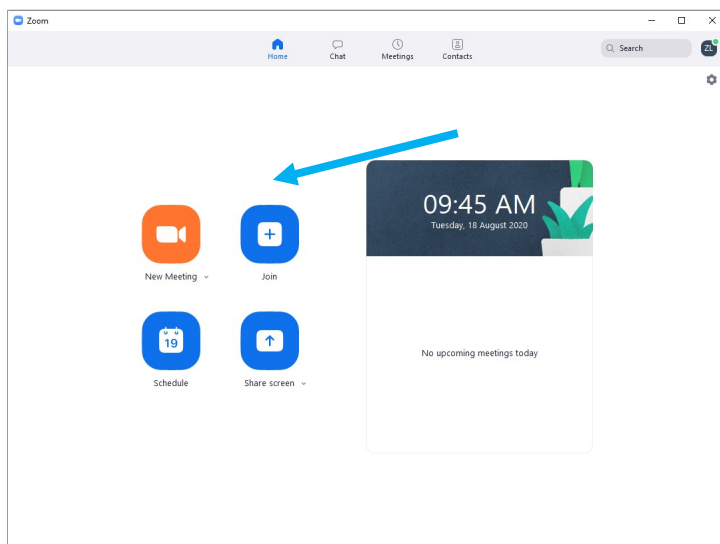 Zoom
Home
Chat
Meetings
Contacts
Search
ZL
09:45 AM
Tuesday, 18 August 2020
New Meeting
Join
19
Schedule
Share screen
No upcoming meetings today